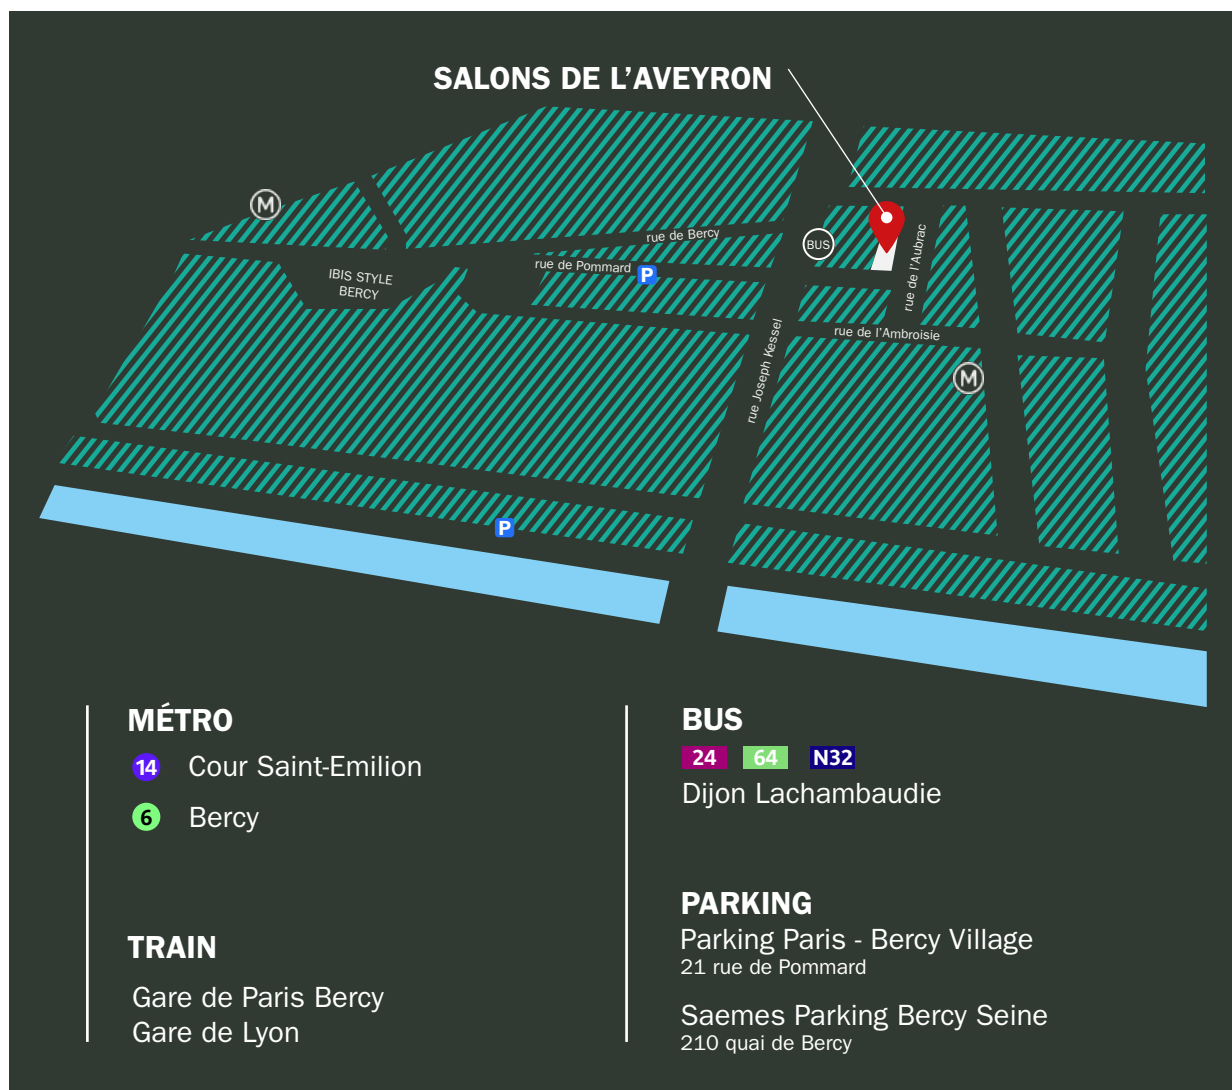 SALONS DE L'AVEYRON
M
rue de Bercy
BUS
rue de l'Aubrac
rue de Pommard
P
IBIS STYLE
BERCY
rue de l'Ambroisie
rue Joseph Kessel
M
P
MÉTRO
14 Cour Saint-Emilion
6 Bercy
TRAIN
Gare de Paris Bercy
Gare de Lyon
BUS
24 64 N32
Dijon Lachambaudie
PARKING
Parking Paris - Bercy Village
21 rue de Pommard
Saemes Parking Bercy Seine
210 quai de Bercy